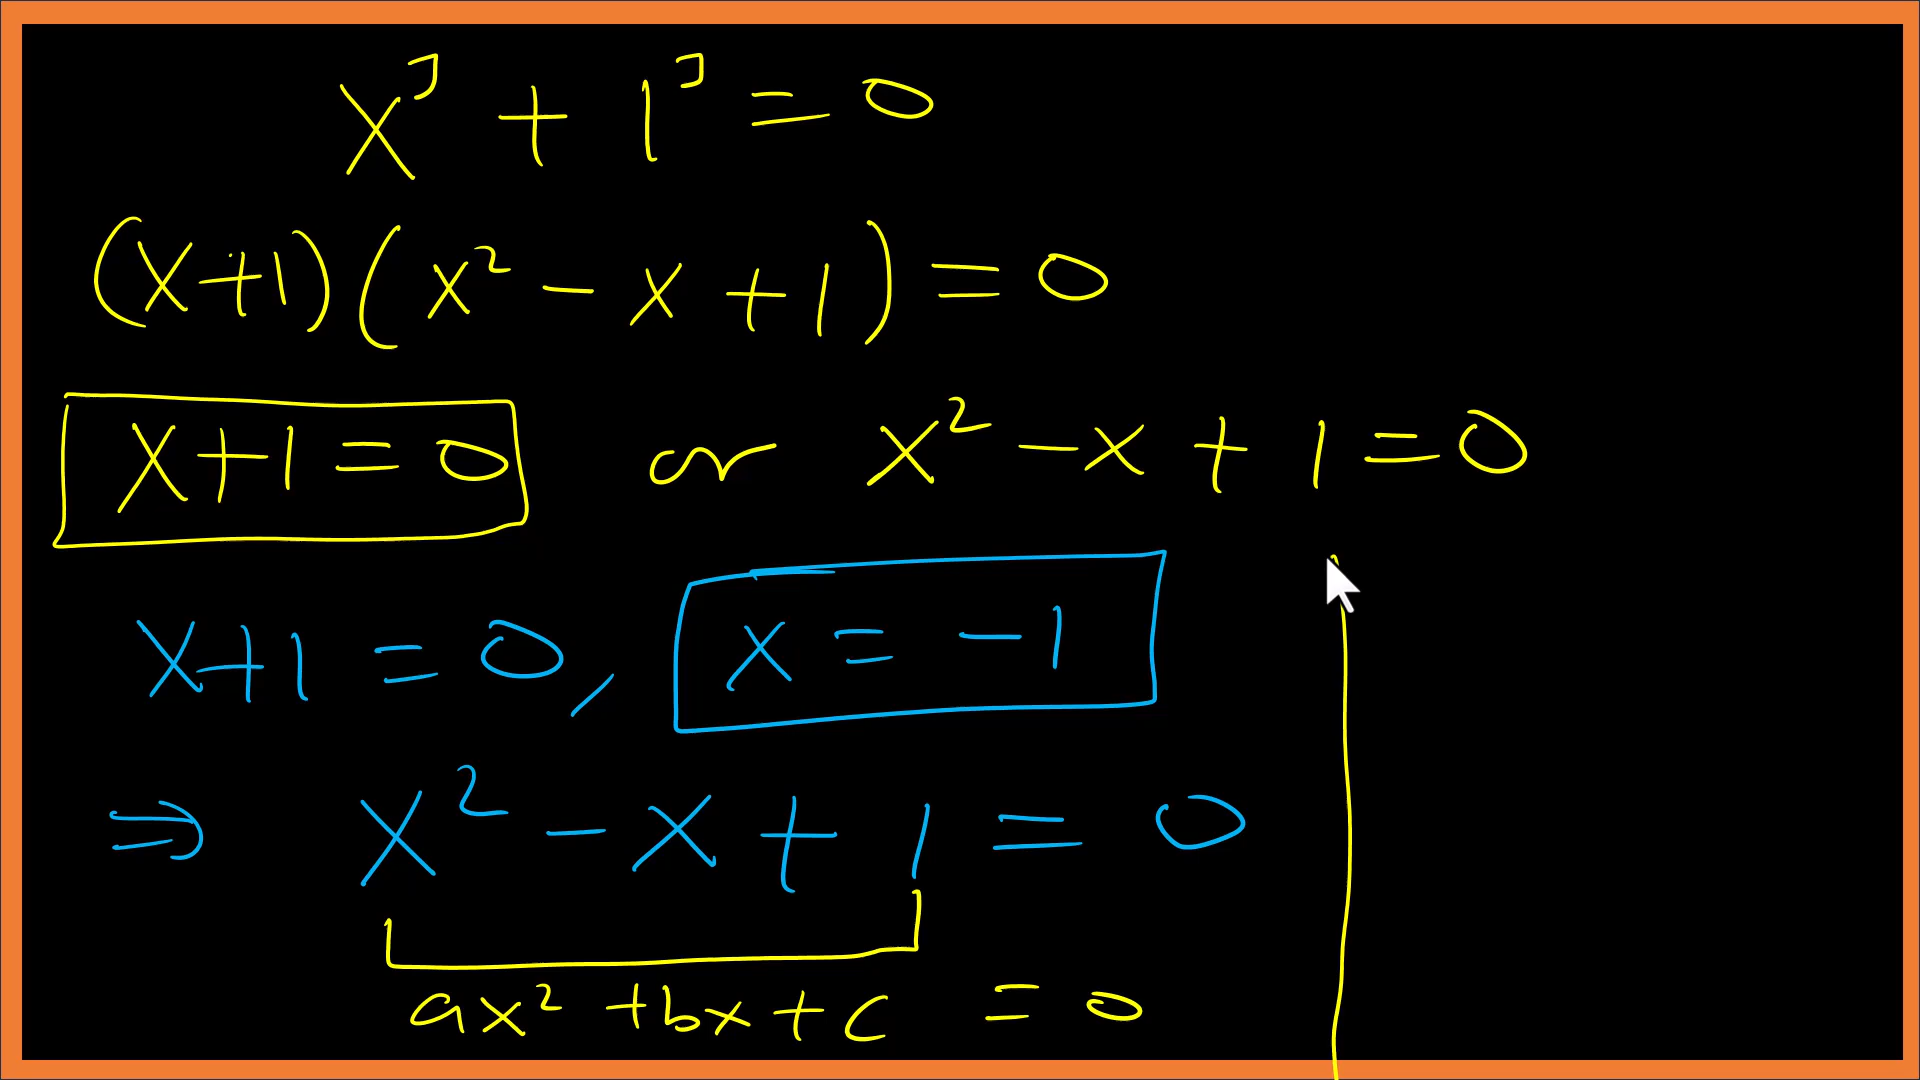 x³ + 1³ = 0
(x+1)(x² - x + 1) = 0
x+1 = 0 or x² - x + 1 = 0
x+1 = 0, x = -1
⇒ x² - x + 1 = 0
ax² + bx + c = 0